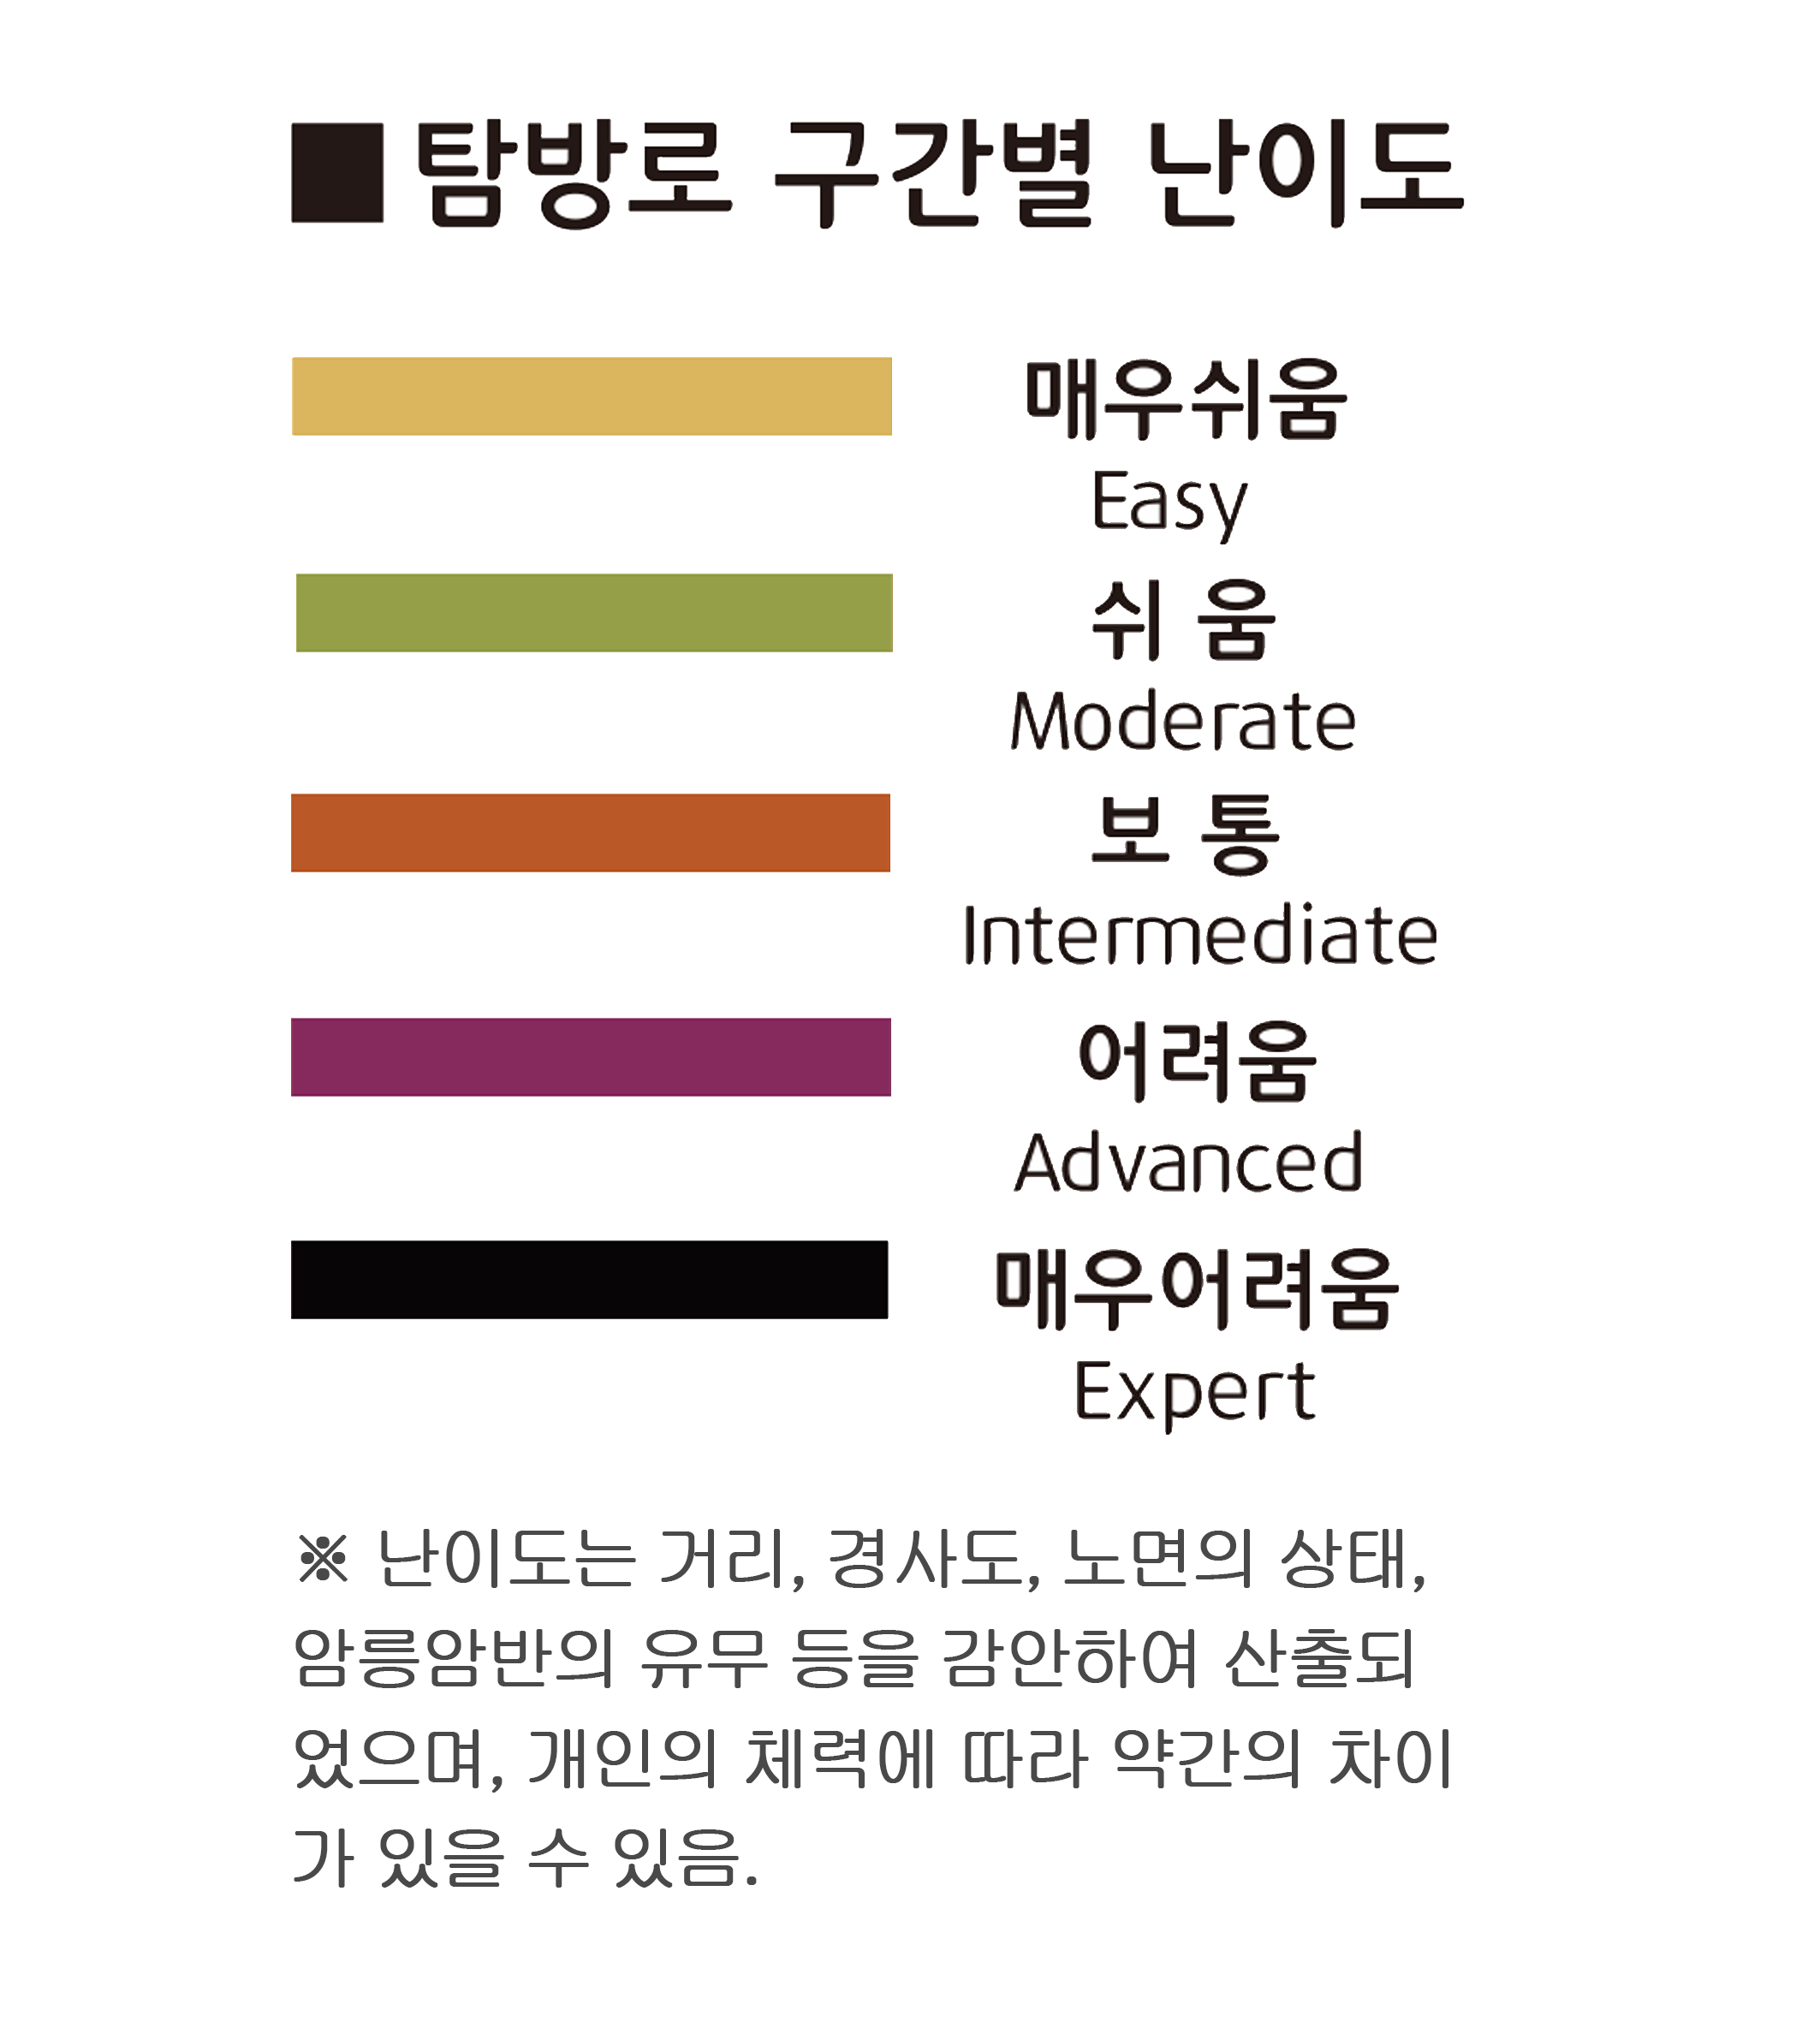 ■ 탐방로 구간별 난이도
매우쉬움
Easy
쉬 움
Moderate
보 통
Intermediate
어려움
Advanced
매우어려움
Expert
※ 난이도는 거리, 경사도, 노면의 상태,
암릉암반의 유무 등을 감안하여 산출되
었으며, 개인의 체력에 따라 약간의 차이
가 있을 수 있음.